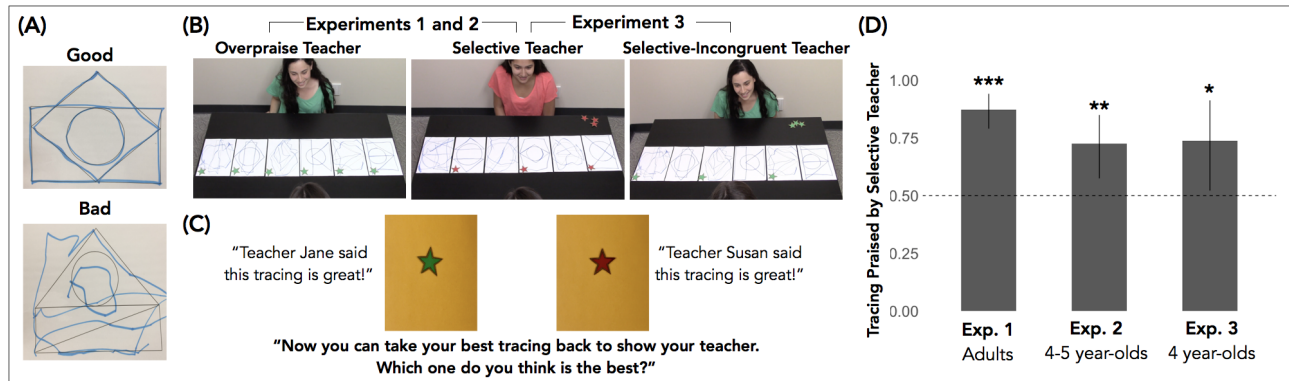 (A)
Good
Bad
(B)
Experiments 1 and 2
Experiment 3
Overpraise Teacher
Selective Teacher
Selective-Incongruent Teacher
(C)
“Teacher Jane said
this tracing is great!”
“Teacher Susan said
this tracing is great!”
“Now you can take your best tracing back to show your teacher.
Which one do you think is the best?”
(D)
Tracing Praised by Selective Teacher
1.00
0.75
0.50
0.25
0.00
***
**
*
Exp. 1
Adults
Exp. 2
4-5 year-olds
Exp. 3
4 year-olds